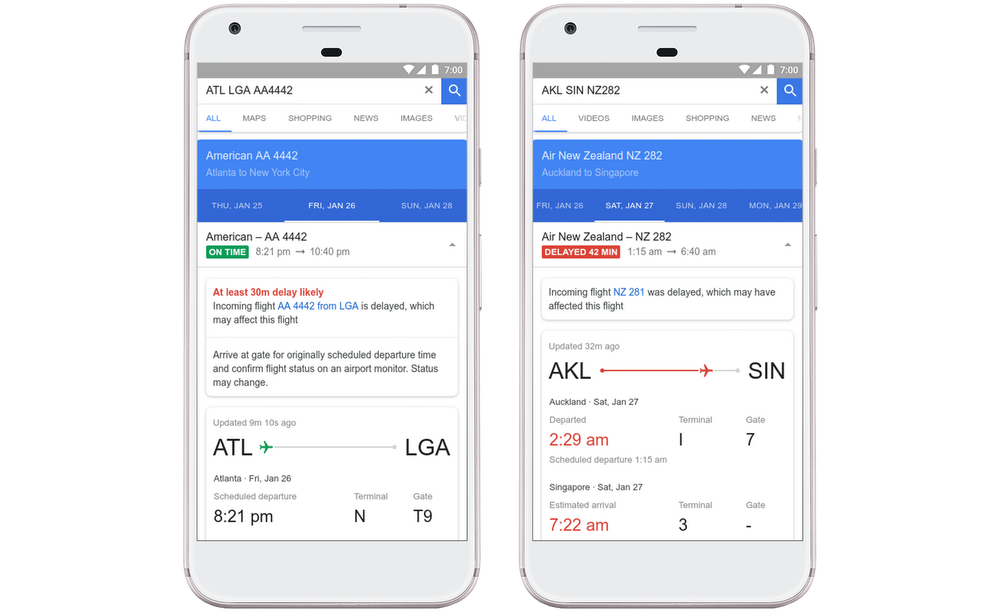 7:00
ATL LGA AA4442
ALL MAPS SHOPPING NEWS IMAGES
American AA 4442
Atlanta to New York City
THU, JAN 25 FRI, JAN 26 SUN, JAN 28
American – AA 4442
ON TIME 8:21 pm → 10:40 pm
At least 30m delay likely
Incoming flight AA 4442 from LGA is delayed, which
may affect this flight
Arrive at gate for originally scheduled departure time
and confirm flight status on an airport monitor. Status
may change.
Updated 9m 10s ago
ATL LGA
Atlanta · Fri, Jan 26
Scheduled departure Terminal Gate
8:21 pm N T9
7:00
AKL SIN NZ282
ALL VIDEOS IMAGES SHOPPING NEWS
Air New Zealand NZ 282
Auckland to Singapore
FRI, JAN 26 SAT, JAN 27 SUN, JAN 28 MON, JAN 29
Air New Zealand – NZ 282
DELAYED 42 MIN 1:15 am → 6:40 am
Incoming flight NZ 281 was delayed, which may have
affected this flight
Updated 32m ago
AKL SIN
Auckland · Sat, Jan 27
Departed Terminal Gate
2:29 am I 7
Scheduled departure 1:15 am
Singapore · Sat, Jan 27
Estimated arrival Terminal Gate
7:22 am 3 -